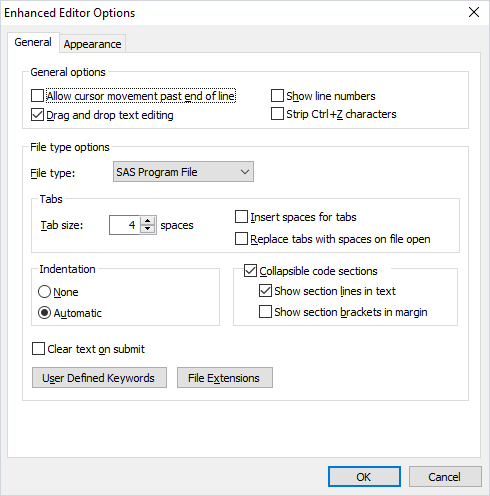 Enhanced Editor Options
General Appearance
General options
Allow cursor movement past end of line
Show line numbers
Drag and drop text editing
Strip Ctrl+Z characters
File type options
File type: SAS Program File
Tabs
Tab size: 4 spaces
Insert spaces for tabs
Replace tabs with spaces on file open
Indentation
None
Automatic
Collapsible code sections
Show section lines in text
Show section brackets in margin
Clear text on submit
User Defined Keywords File Extensions
OK Cancel